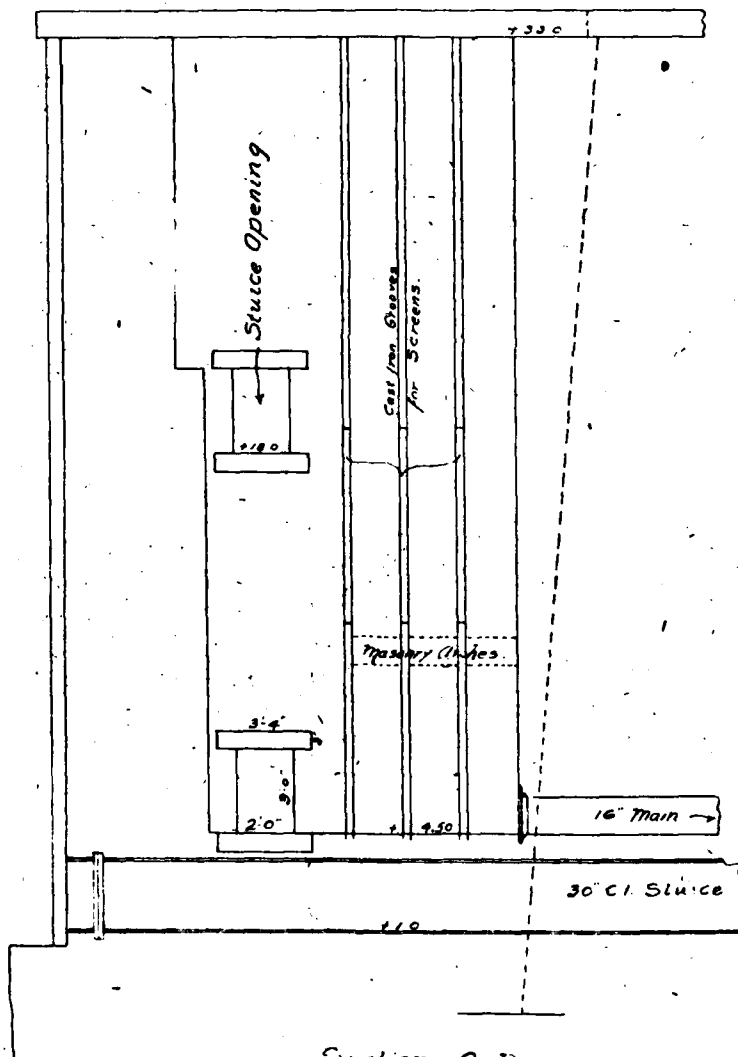 +33.0
Sluice Opening
Cast Iron Grooves
for Screens.
+18.0
Masonry Arches.
3'-4"
3'-0"
2'-0"
+4.50
16" Main
30" C.I. Sluice
+1.0